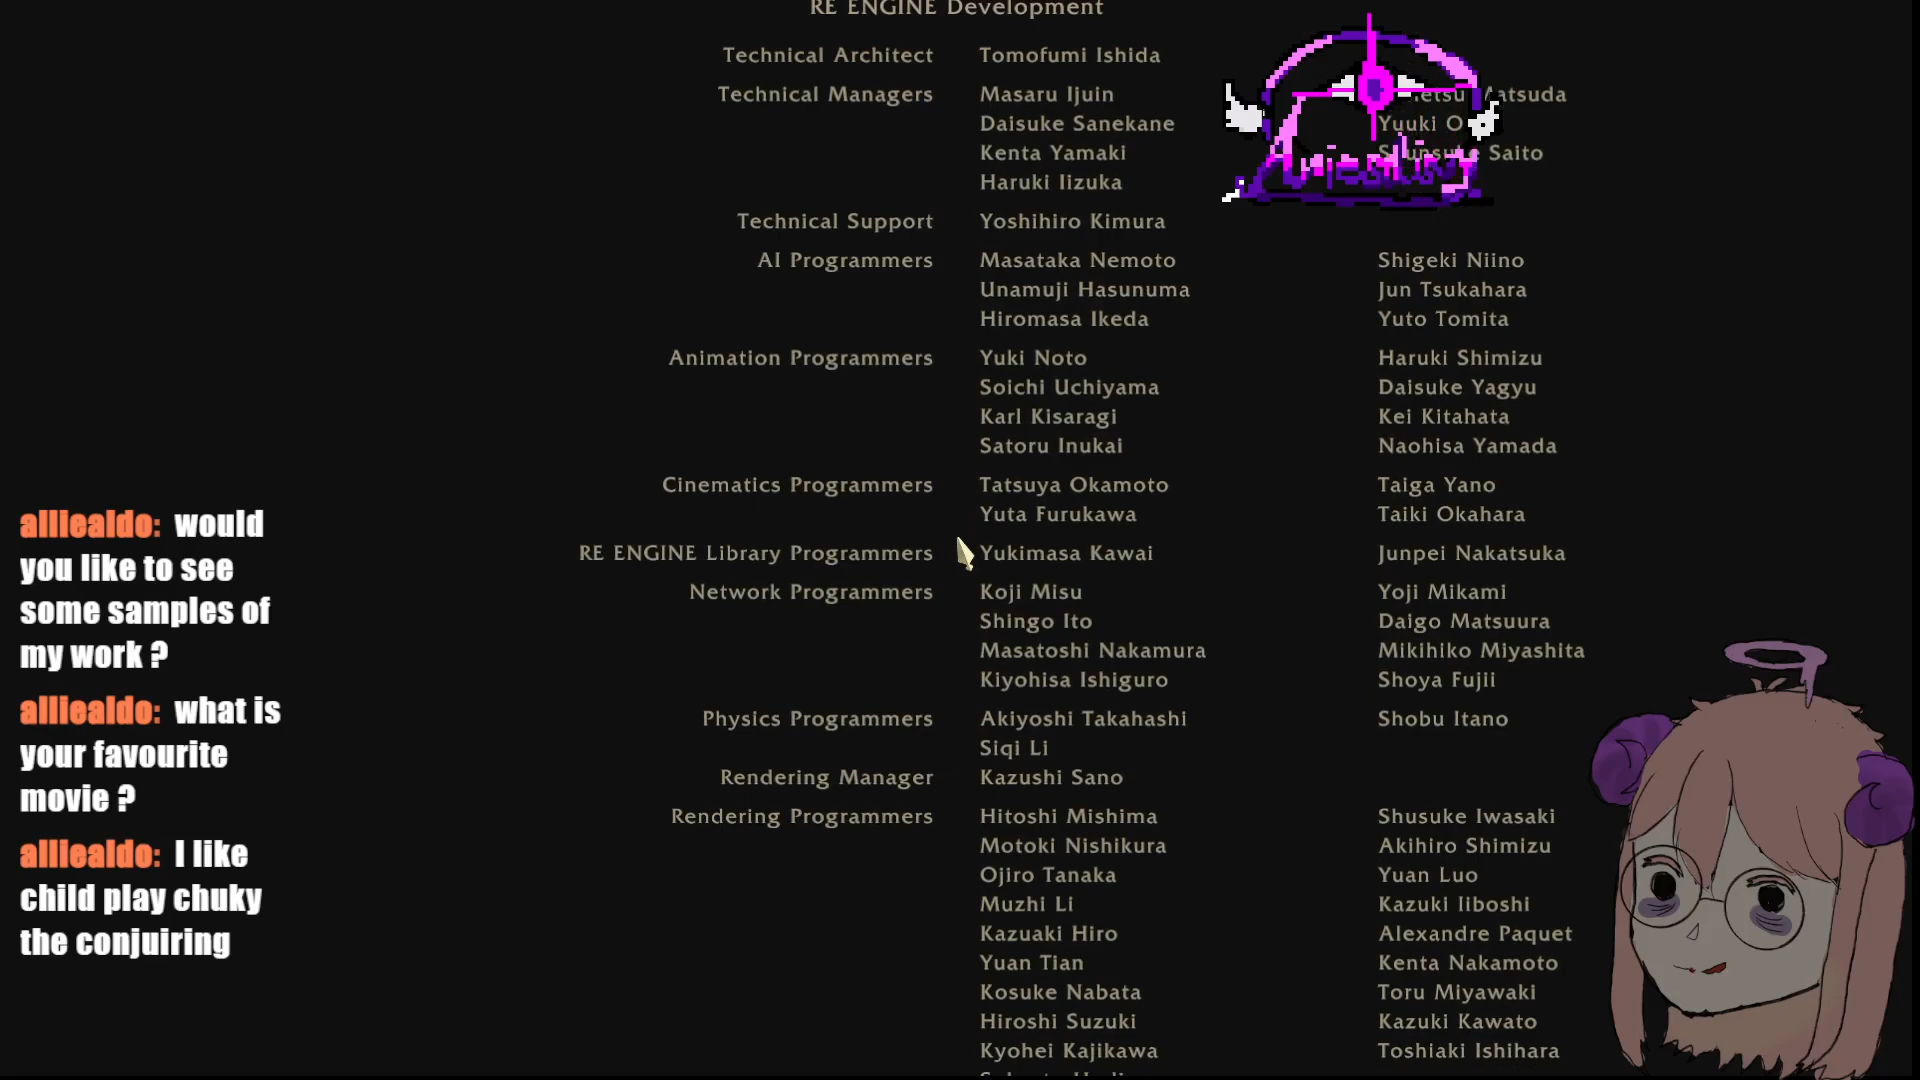 RE ENGINE Development
Technical Architect Tomofumi Ishida
Technical Managers Masaru Ijuin Matsuda
Daisuke Sanekane Yuuki
Kenta Yamaki Saito
Haruki Iizuka
Technical Support Yoshihiro Kimura
AI Programmers Masataka Nemoto Shigeki Niino
Unamuji Hasunuma Jun Tsukahara
Hiromasa Ikeda Yuto Tomita
Animation Programmers Yuki Noto Haruki Shimizu
Soichi Uchiyama Daisuke Yagyu
Karl Kisaragi Kei Kitahata
Satoru Inukai Naohisa Yamada
Cinematics Programmers Tatsuya Okamoto Taiga Yano
Yuta Furukawa Taiki Okahara
RE ENGINE Library Programmers Yukimasa Kawai Junpei Nakatsuka
Network Programmers Koji Misu Yoji Mikami
Shingo Ito Daigo Matsuura
Masatoshi Nakamura Mikihiko Miyashita
Kiyohisa Ishiguro Shoya Fujii
Physics Programmers Akiyoshi Takahashi Shobu Itano
Siqi Li
Rendering Manager Kazushi Sano
Rendering Programmers Hitoshi Mishima Shusuke Iwasaki
Motoki Nishikura Akihiro Shimizu
Ojiro Tanaka Yuan Luo
Muzhi Li Kazuki Iiboshi
Kazuaki Hiro Alexandre Paquet
Yuan Tian Kenta Nakamoto
Kosuke Nabata Toru Miyawaki
Hiroshi Suzuki Kazuki Kawato
Kyohei Kajikawa Toshiaki Ishihara
alliealdo: would
you like to see
some samples of
my work ?
alliealdo: what is
your favourite
movie ?
alliealdo: I like
child play chuky
the conjuiring